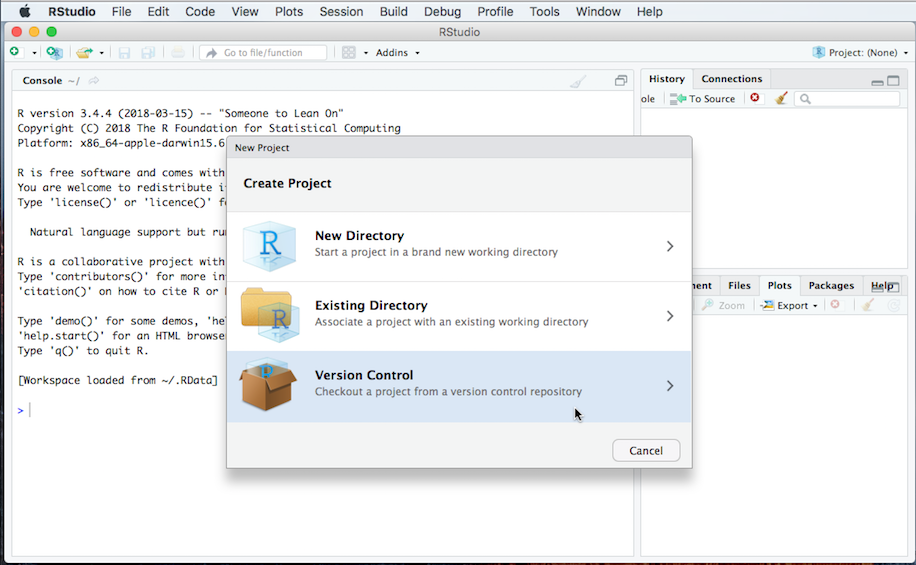 RStudio File Edit Code View Plots Session Build Debug Profile Tools Window Help
RStudio
Go to file/function Addins Project: (None)
Console ~/
R version 3.4.4 (2018-03-15) -- "Someone to Lean On"
Copyright (C) 2018 The R Foundation for Statistical Computing
Platform: x86_64-apple-darwin15.6
R is free software and comes with
You are welcome to redistribute i
Type 'license()' or 'licence()' f
Natural language support but ru
R is a collaborative project with
Type 'contributors()' for more in
'citation()' on how to cite R or
Type 'demo()' for some demos, 'hel
'help.start()' for an HTML browser
Type 'q()' to quit R.
[Workspace loaded from ~/.RData]
>
New Project
Create Project
R
New Directory
Start a project in a brand new working directory
R
Existing Directory
Associate a project with an existing working directory
R
Version Control
Checkout a project from a version control repository
Cancel
History Connections
ole To Source
ment Files Plots Packages Help
Zoom Export